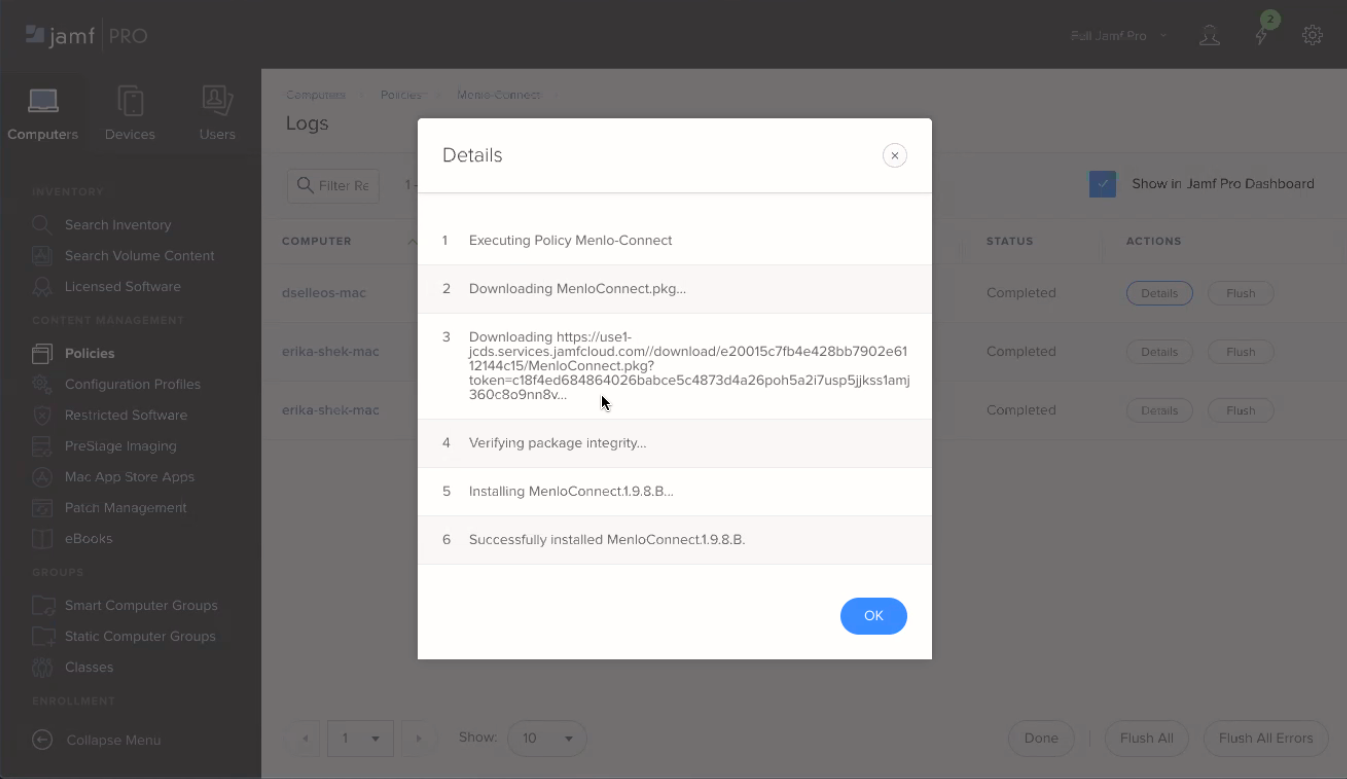 jamf PRO
Full Jamf Pro
2
Computers
Devices
Users
INVENTORY
Search Inventory
Search Volume Content
Licensed Software
CONTENT MANAGEMENT
Policies
Configuration Profiles
Restricted Software
PreStage Imaging
Mac App Store Apps
Patch Management
eBooks
GROUPS
Smart Computer Groups
Static Computer Groups
Classes
ENROLLMENT
Collapse Menu
Computers Policies Menlo-Connect
Logs
Filter Re
1 -
Show in Jamf Pro Dashboard
COMPUTER STATUS ACTIONS
dselleos-mac Completed Details Flush
erika-shek-mac Completed Details Flush
erika-shek-mac Completed Details Flush
Details
1 Executing Policy Menlo-Connect
2 Downloading MenloConnect.pkg...
3 Downloading https://use1-
jcds.services.jamfcloud.com//download/e20015c7fb4e428bb7902e61
12144c15/MenloConnect.pkg?
token=c18f4ed684864026babce5c4873d4a26poh5a2i7usp5jjkss1amj
360c8o9nn8v...
4 Verifying package integrity...
5 Installing MenloConnect.1.9.8.B...
6 Successfully installed MenloConnect.1.9.8.B.
OK
1
Show: 10
Done
Flush All
Flush All Errors